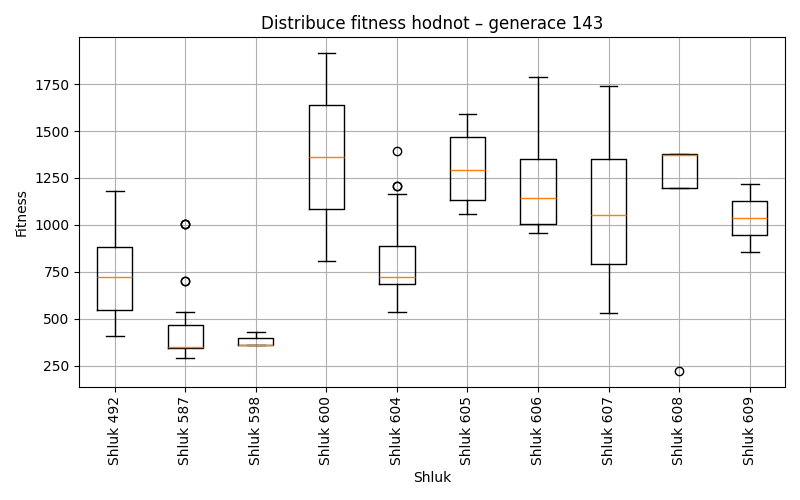 Distribuce fitness hodnot – generace 143
Fitness
1750
1500
1250
1000
750
500
250
Shluk 492
Shluk 587
Shluk 598
Shluk 600
Shluk 604
Shluk 605
Shluk 606
Shluk 607
Shluk 608
Shluk 609
Shluk